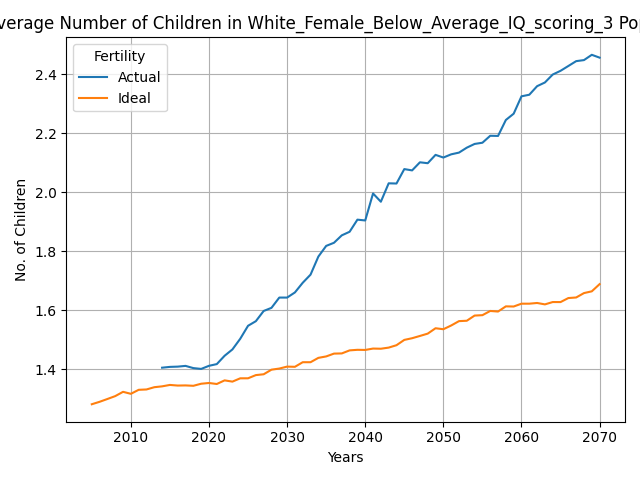 verage Number of Children in White_Female_Below_Average_IQ_scoring_3 Po
Fertility
Actual
Ideal
2.4
2.2
2.0
1.8
1.6
1.4
No. of Children
2010 2020 2030 2040 2050 2060 2070
Years